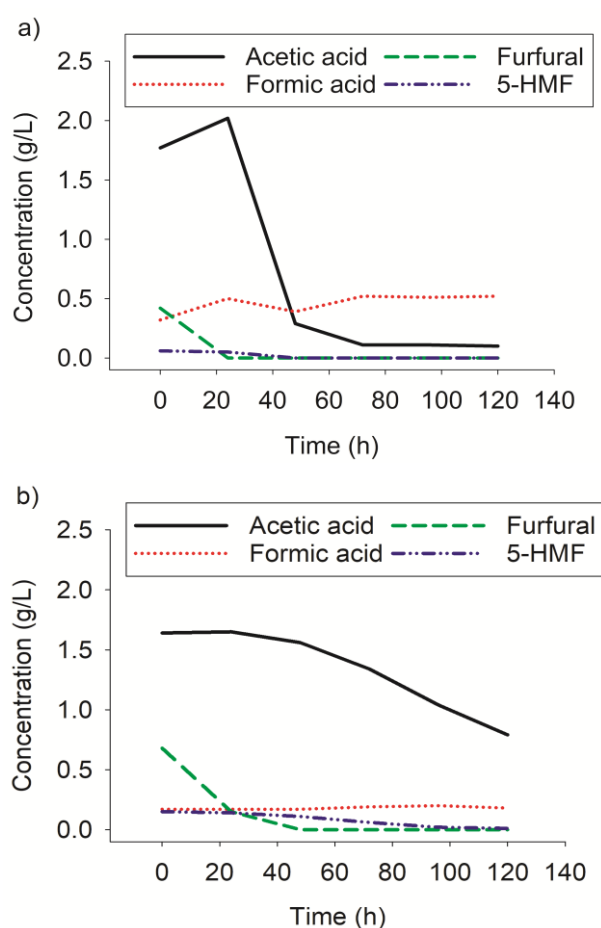 a)
Acetic acid Furfural
Formic acid 5-HMF
2.5
2.0
1.5
1.0
0.5
0.0
Concentration (g/L)
0 20 40 60 80 100 120 140
Time (h)
b)
Acetic acid Furfural
Formic acid 5-HMF
2.5
2.0
1.5
1.0
0.5
0.0
Concentration (g/L)
0 20 40 60 80 100 120 140
Time (h)